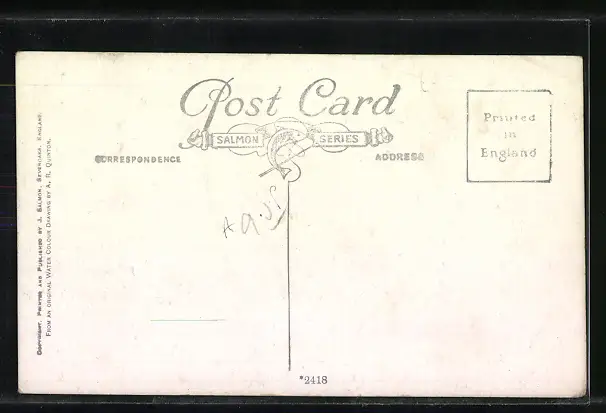 Post Card
SALMON SERIES
CORRESPONDENCE
ADDRESS
Printed
in
England
COPYRIGHT. PRINTED AND PUBLISHED BY J. SALMON, SEVENOAKS, ENGLAND.
FROM AN ORIGINAL WATER COLOUR DRAWING BY A. R. QUINTON.
*2418